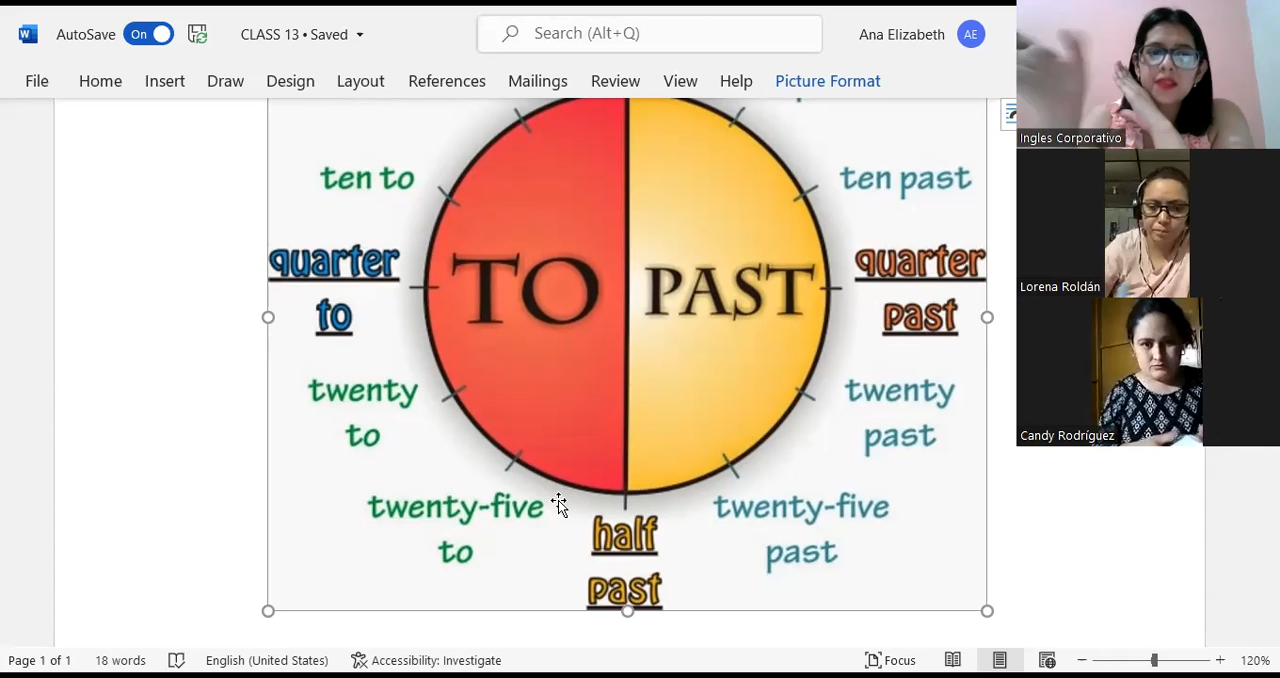 AutoSave On CLASS 13 • Saved Search (Alt+Q) Ana Elizabeth AE
File Home Insert Draw Design Layout References Mailings Review View Help Picture Format
Ingles Corporativo
Lorena Roldán
Candy Rodríguez
ten to
ten past
quarter
to
TO PAST
quarter
past
twenty
to
twenty
past
twenty-five
to
half
past
twenty-five
past
Page 1 of 1 18 words English (United States) Accessibility: Investigate Focus 120%